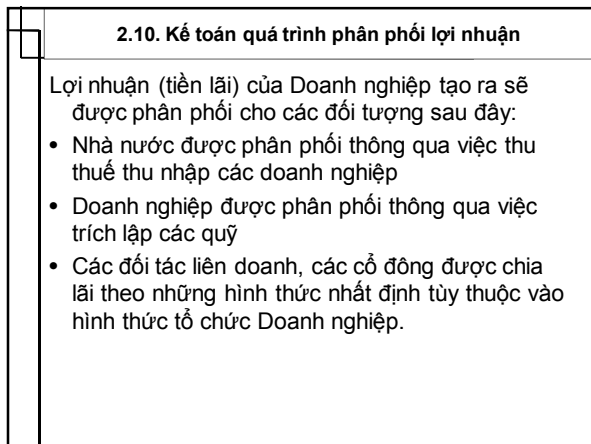 2.10. Kế toán quá trình phân phối lợi nhuận
Lợi nhuận (tiền lãi) của Doanh nghiệp tạo ra sẽ
được phân phối cho các đối tượng sau đây:
• Nhà nước được phân phối thông qua việc thu
thuế thu nhập các doanh nghiệp
• Doanh nghiệp được phân phối thông qua việc
trích lập các quỹ
• Các đối tác liên doanh, các cổ đông được chia
lãi theo những hình thức nhất định tùy thuộc vào
hình thức tổ chức Doanh nghiệp.